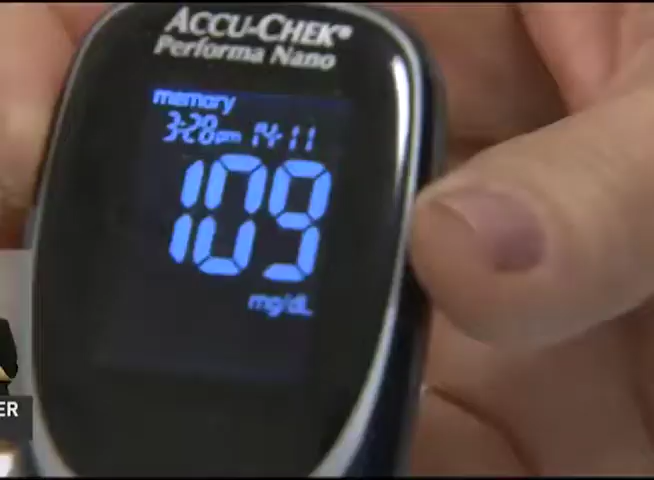 ACCU-CHEK®
Performa Nano
memory
3:28pm 14-11
109
mg/dL
ER